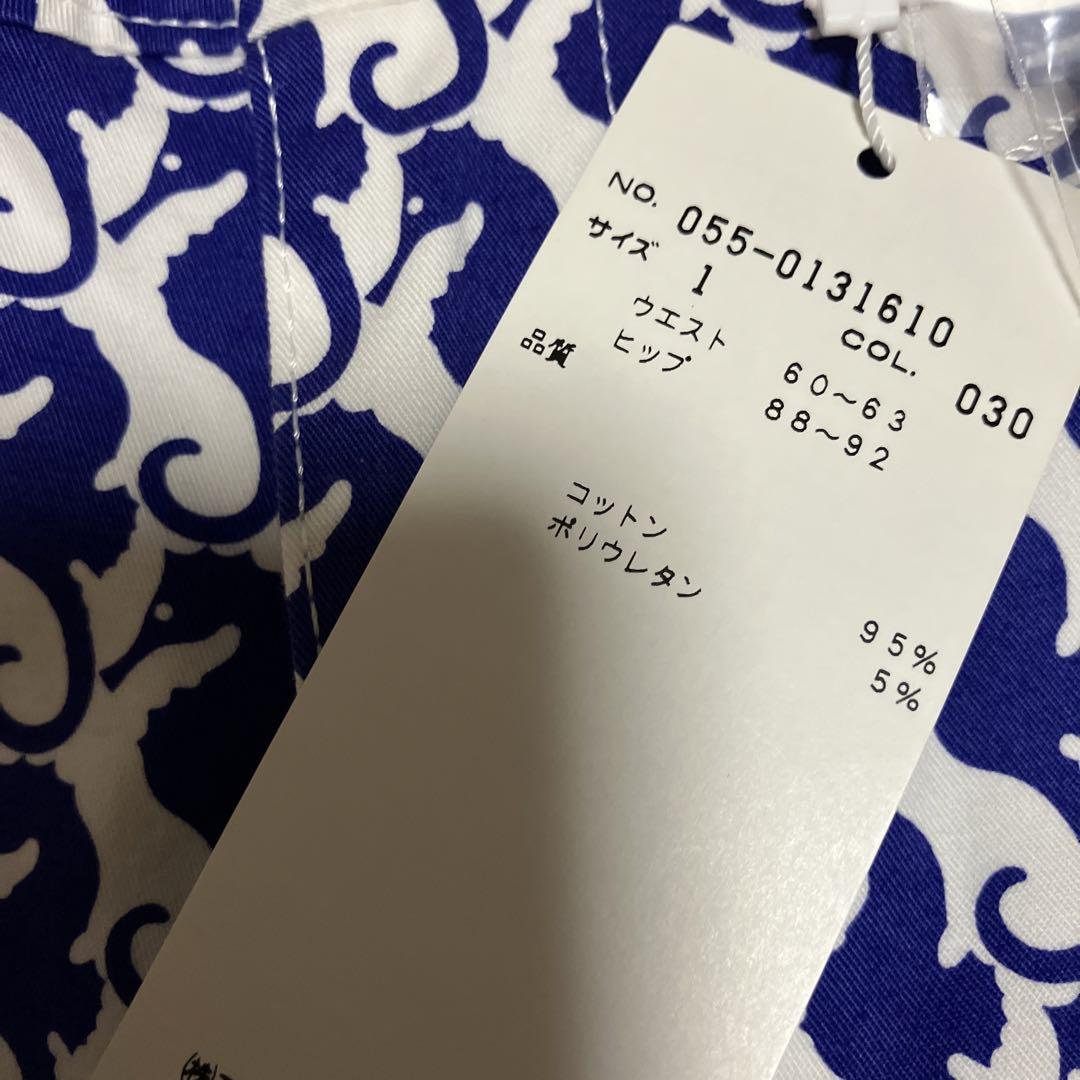 NO. 055-0131610
サイズ 1 COL. 030
ウエスト 60～63
ヒップ 88～92
品質
コットン 95%
ポリウレタン 5%